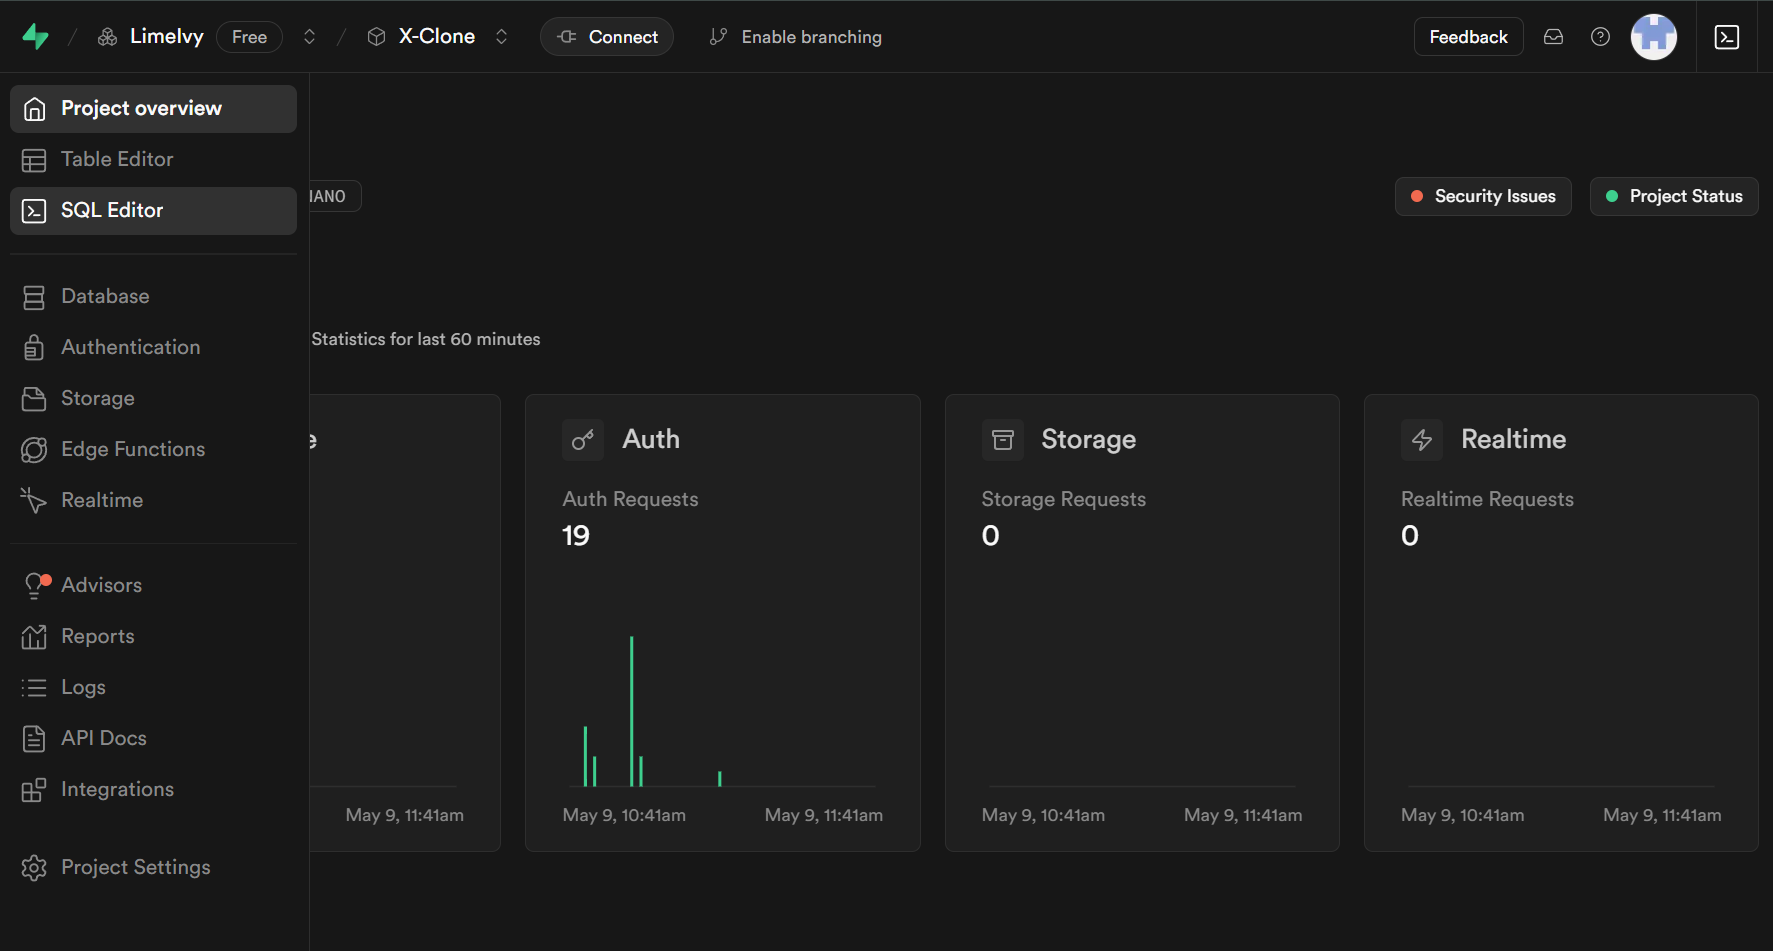 LimeIvy Free X-Clone Connect Enable branching Feedback
Project overview
Table Editor
SQL Editor
Database
Authentication
Storage
Edge Functions
Realtime
Advisors
Reports
Logs
API Docs
Integrations
Project Settings
Security Issues Project Status
Statistics for last 60 minutes
May 9, 11:41am
Auth
Auth Requests
19
May 9, 10:41am May 9, 11:41am
Storage
Storage Requests
0
May 9, 10:41am May 9, 11:41am
Realtime
Realtime Requests
0
May 9, 10:41am May 9, 11:41am